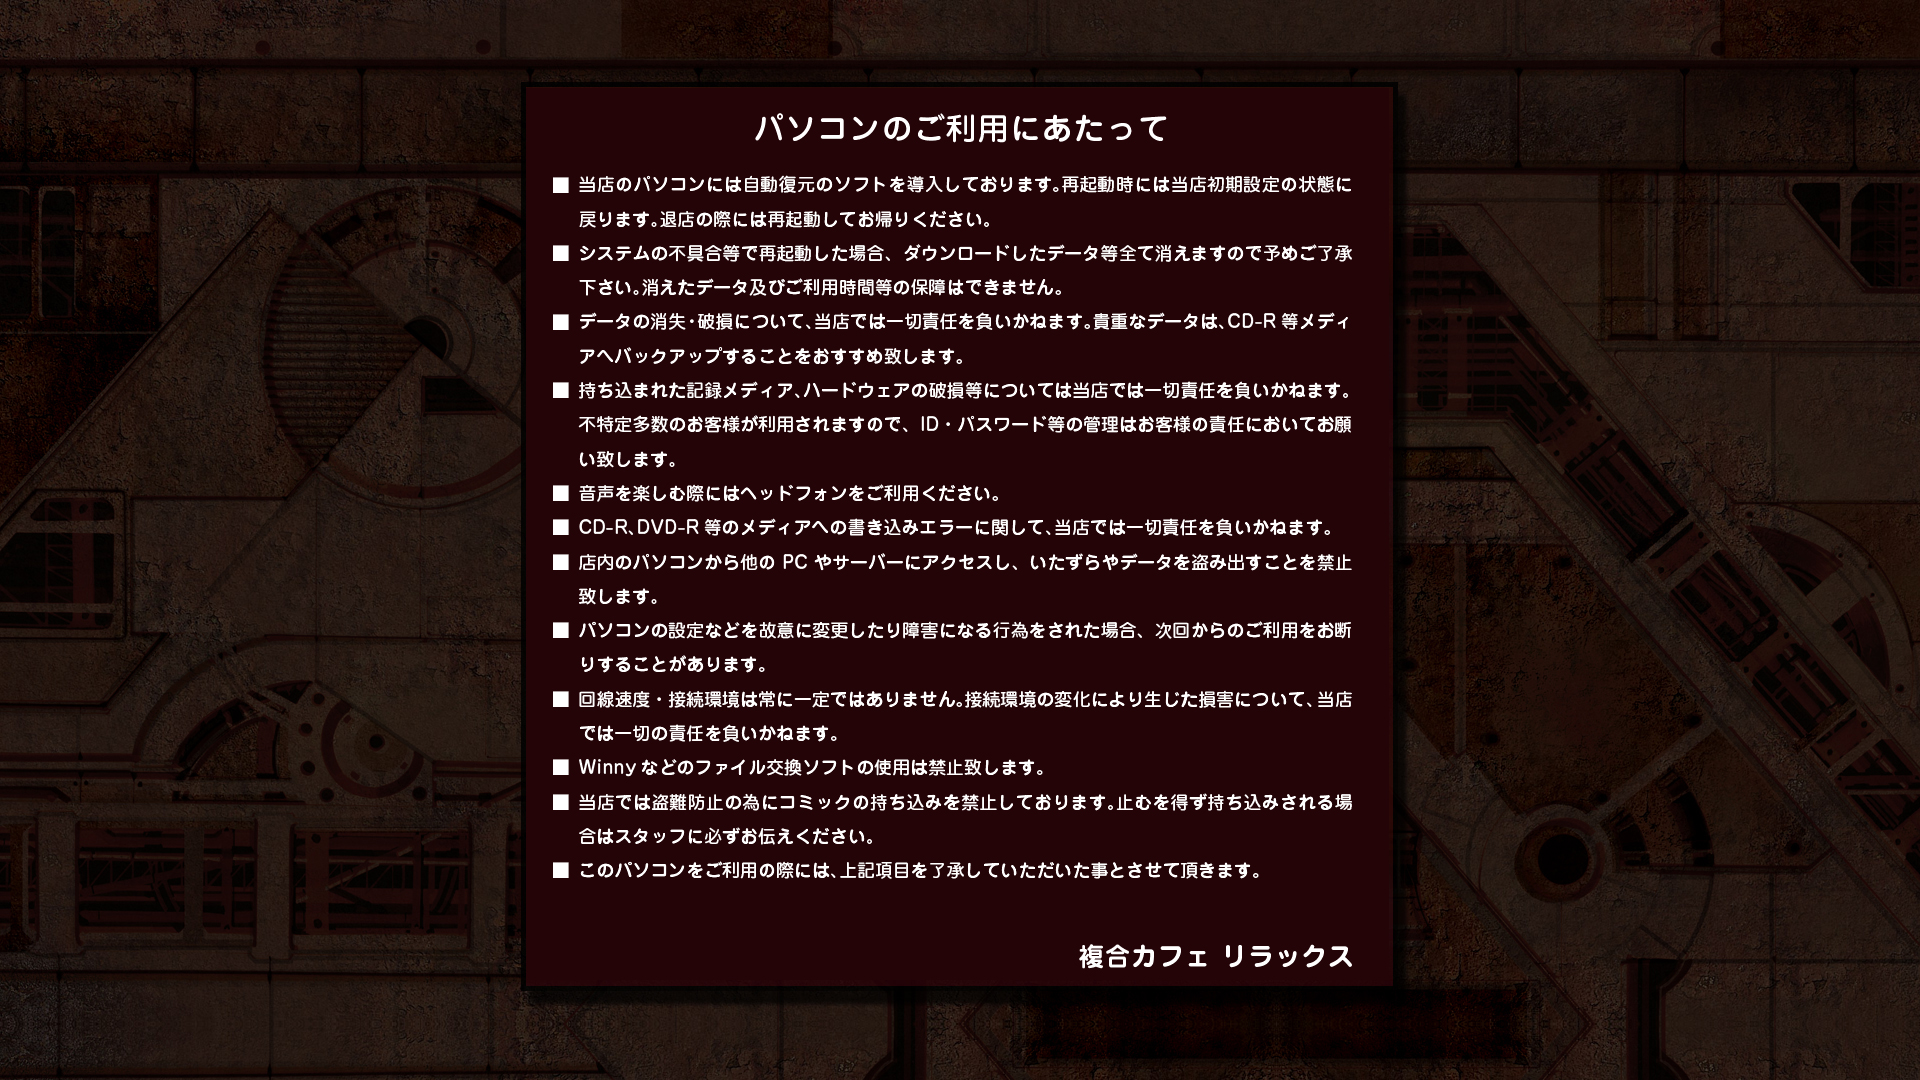 パソコンのご利用にあたって
■ 当店のパソコンには自動復元のソフトを導入しております。再起動時には当店初期設定の状態に
戻ります。退店の際には再起動してお帰りください。
■ システムの不具合等で再起動した場合、ダウンロードしたデータ等全て消えますので予めご了承
下さい。消えたデータ及びご利用時間等の保障はできません。
■ データの消失・破損について、当店では一切責任を負いかねます。貴重なデータは、CD-R 等メディ
アへバックアップすることをおすすめ致します。
■ 持ち込まれた記録メディア、ハードウェアの破損等については当店では一切責任を負いかねます。
不特定多数のお客様が利用されますので、ID・パスワード等の管理はお客様の責任においてお願
い致します。
■ 音声を楽しむ際にはヘッドフォンをご利用ください。
■ CD-R、DVD-R 等のメディアへの書き込みエラーに関して、当店では一切責任を負いかねます。
■ 店内のパソコンから他の PC やサーバーにアクセスし、いたずらやデータを盗み出すことを禁止
致します。
■ パソコンの設定などを故意に変更したり障害になる行為をされた場合、次回からのご利用をお断
りすることがあります。
■ 回線速度・接続環境は常に一定ではありません。接続環境の変化により生じた損害について、当店
では一切の責任を負いかねます。
■ Winny などのファイル交換ソフトの使用は禁止致します。
■ 当店では盗難防止の為にコミックの持ち込みを禁止しております。止むを得ず持ち込みされる場
合はスタッフに必ずお伝えください。
■ このパソコンをご利用の際には、上記項目を了承していただいた事とさせて頂きます。
複合カフェ リラックス